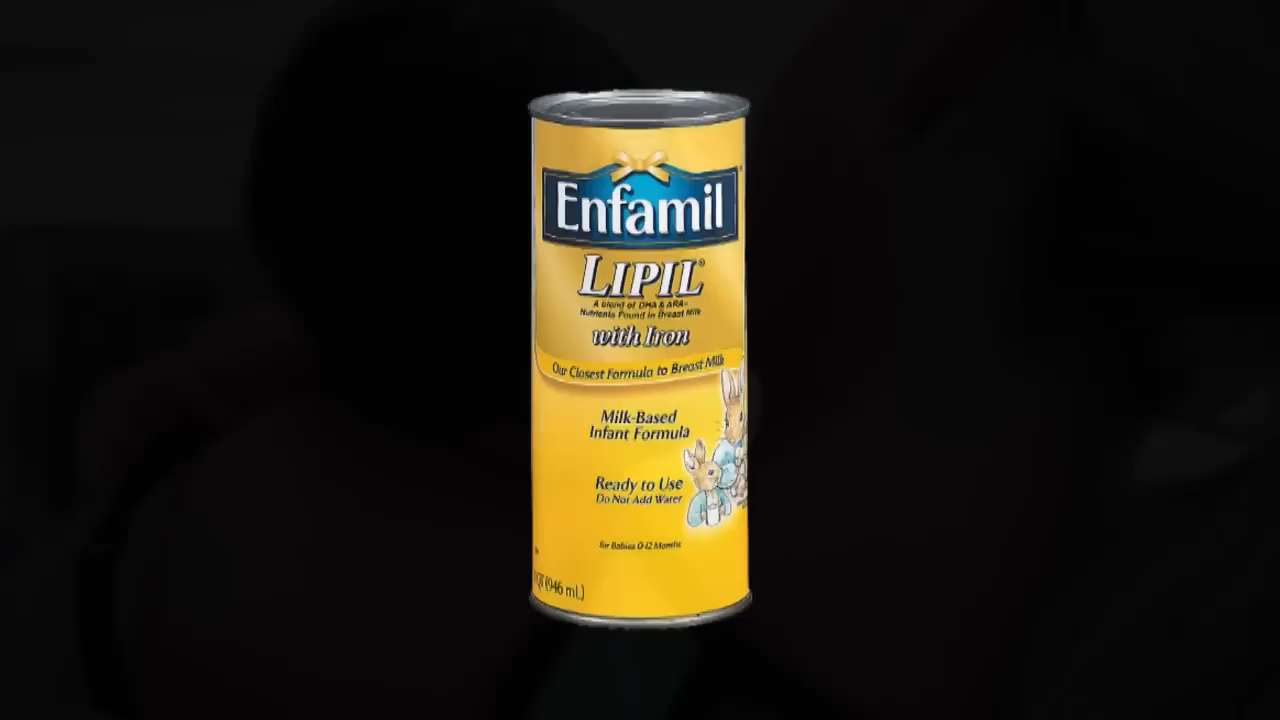 Enfamil
LIPIL®
A blend of DHA & ARA-
Nutrients Found in Breast Milk
with Iron
Our Closest Formula to Breast Milk
Milk-Based
Infant Formula
Ready to Use
Do Not Add Water
for Babies 0-12 Months
QT (946 mL)